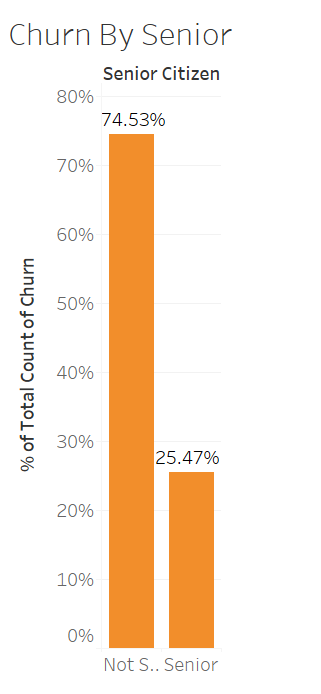 Churn By Senior
Senior Citizen
80%
74.53%
70%
60%
50%
40%
30%
25.47%
20%
10%
0%
% of Total Count of Churn
Not S.. Senior